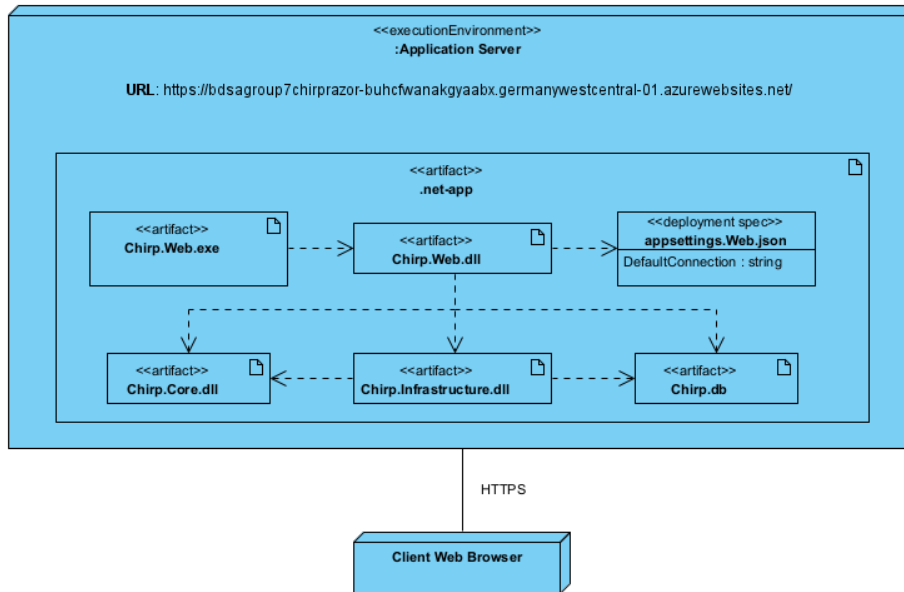 <<executionEnvironment>>
:Application Server
URL: https://bdsagroup7chirprazor-buhcfwanakgyaabx.germanywestcentral-01.azurewebsites.net/
<<artifact>>
.net-app
<<artifact>>
Chirp.Web.exe
<<artifact>>
Chirp.Web.dll
<<deployment spec>>
appsettings.Web.json
DefaultConnection : string
<<artifact>>
Chirp.Core.dll
<<artifact>>
Chirp.Infrastructure.dll
<<artifact>>
Chirp.db
HTTPS
Client Web Browser